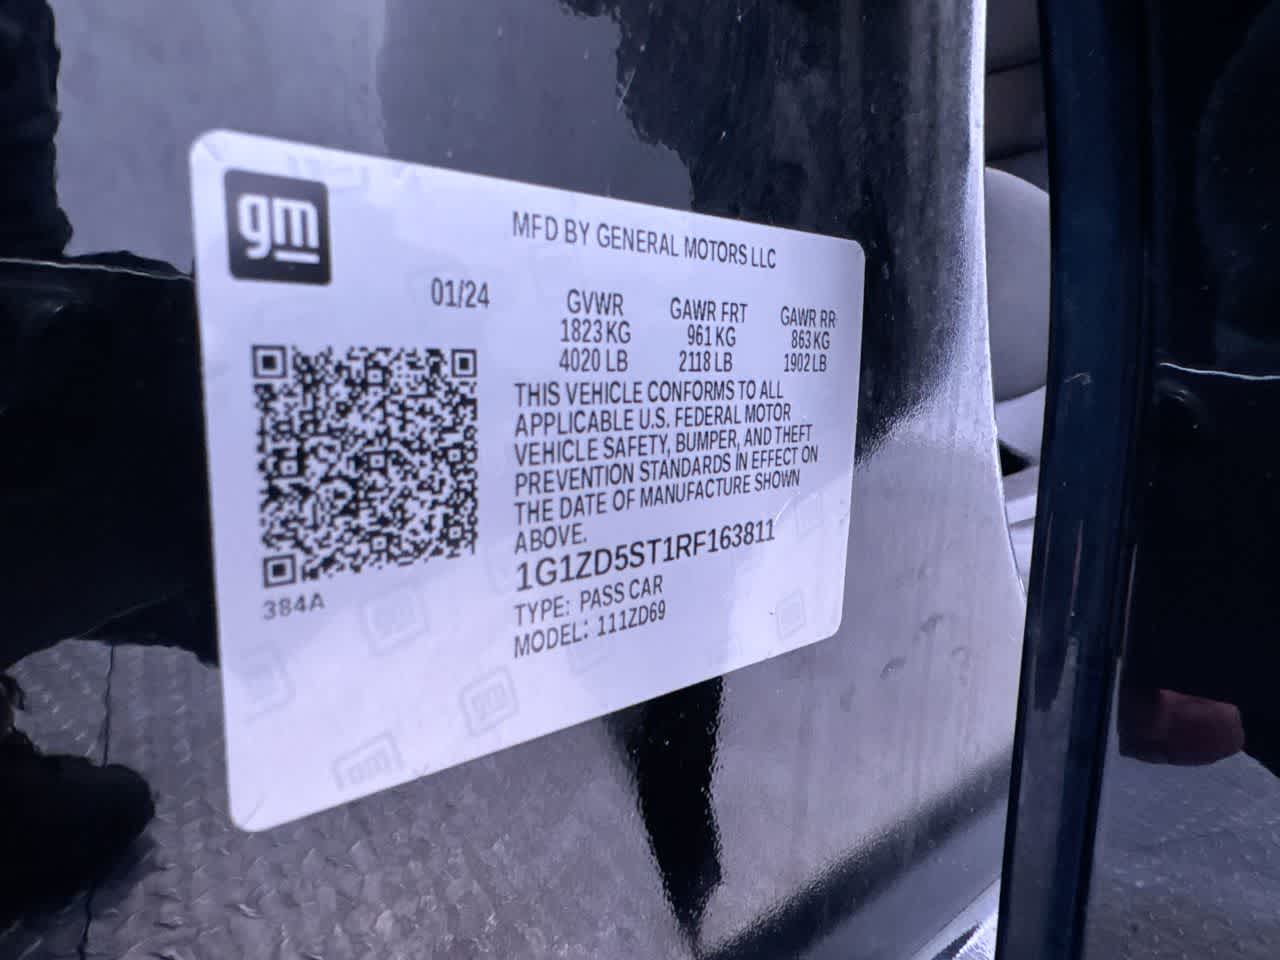 gm
MFD BY GENERAL MOTORS LLC
01/24 GVWR GAWR FRT GAWR RR
1823 KG 961 KG 863 KG
4020 LB 2118 LB 1902 LB
THIS VEHICLE CONFORMS TO ALL
APPLICABLE U.S. FEDERAL MOTOR
VEHICLE SAFETY, BUMPER, AND THEFT
PREVENTION STANDARDS IN EFFECT ON
THE DATE OF MANUFACTURE SHOWN
ABOVE.
1G1ZD5ST1RF163811
TYPE: PASS CAR
MODEL: 111ZD69
384A
gm
gm